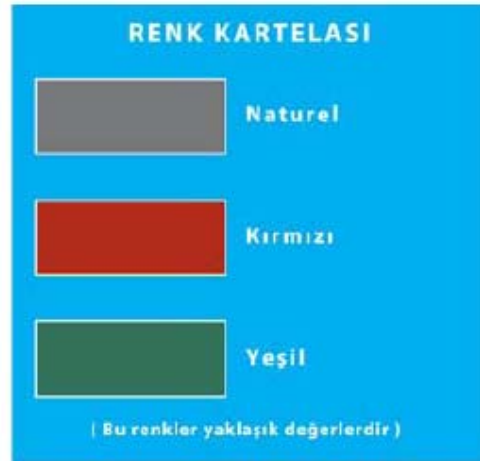 RENK KARTELASI
Naturel
Kırmızı
Yeşil
( Bu renkler yaklaşık değerlerdir )